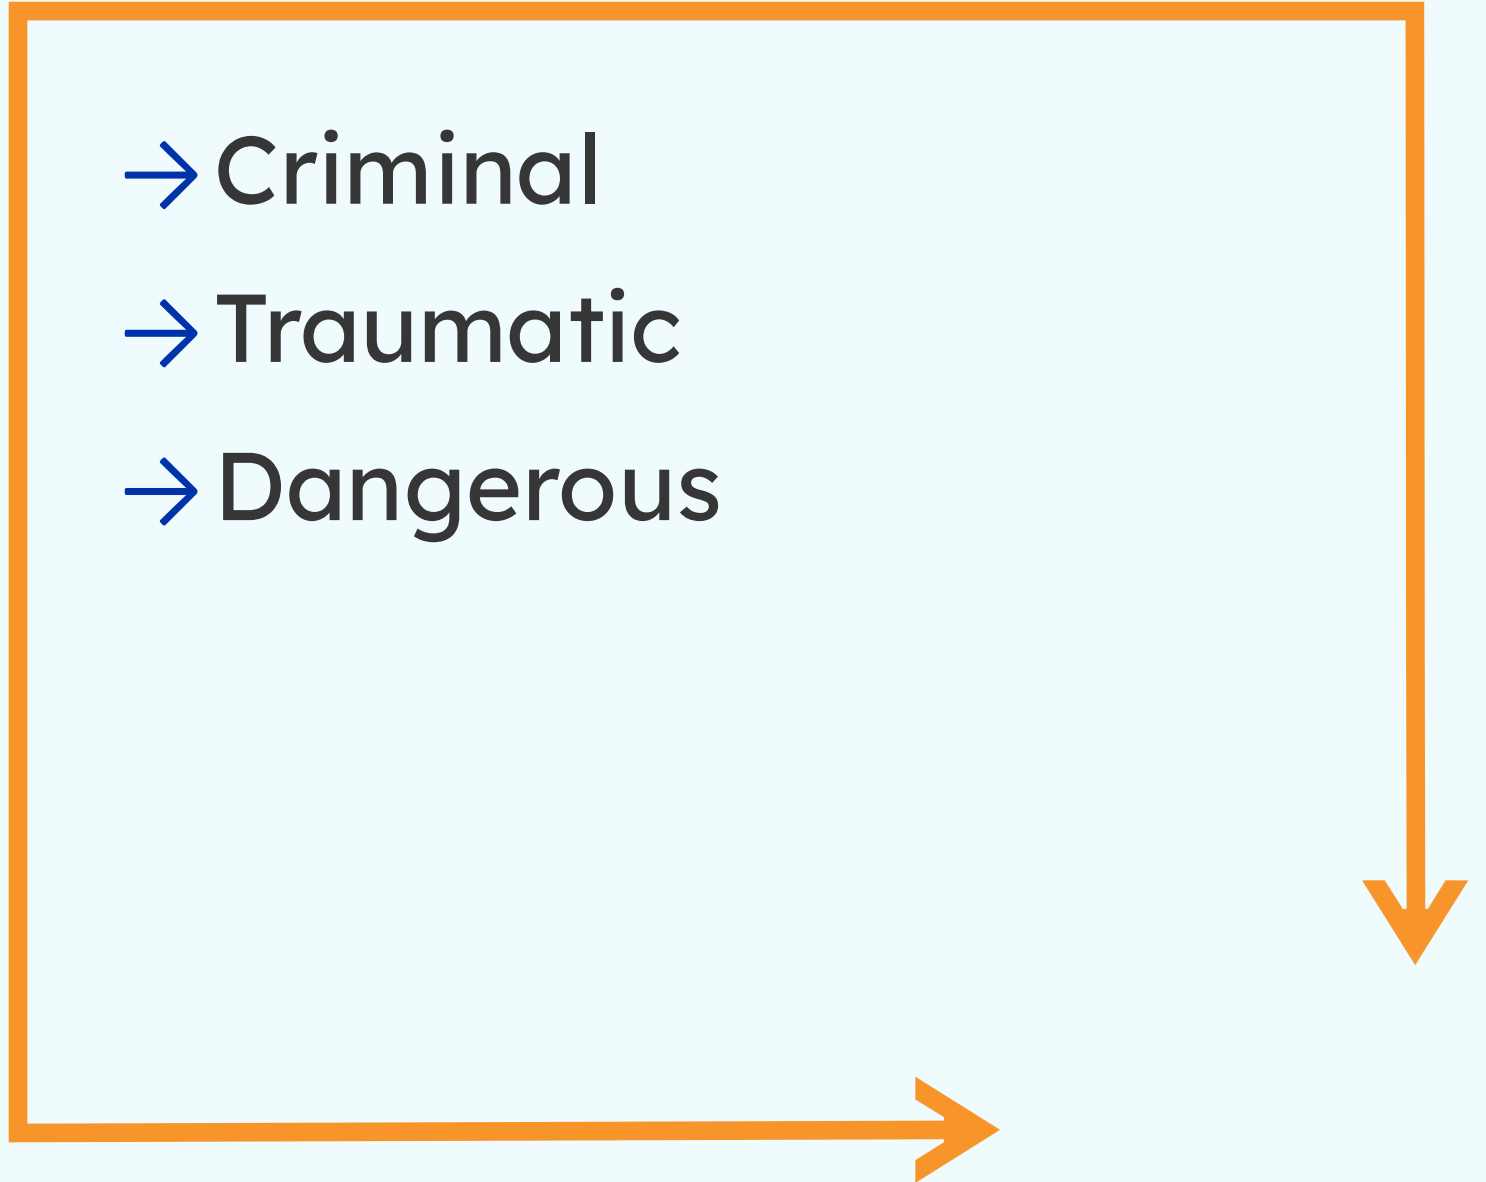 → Criminal
→ Traumatic
→ Dangerous